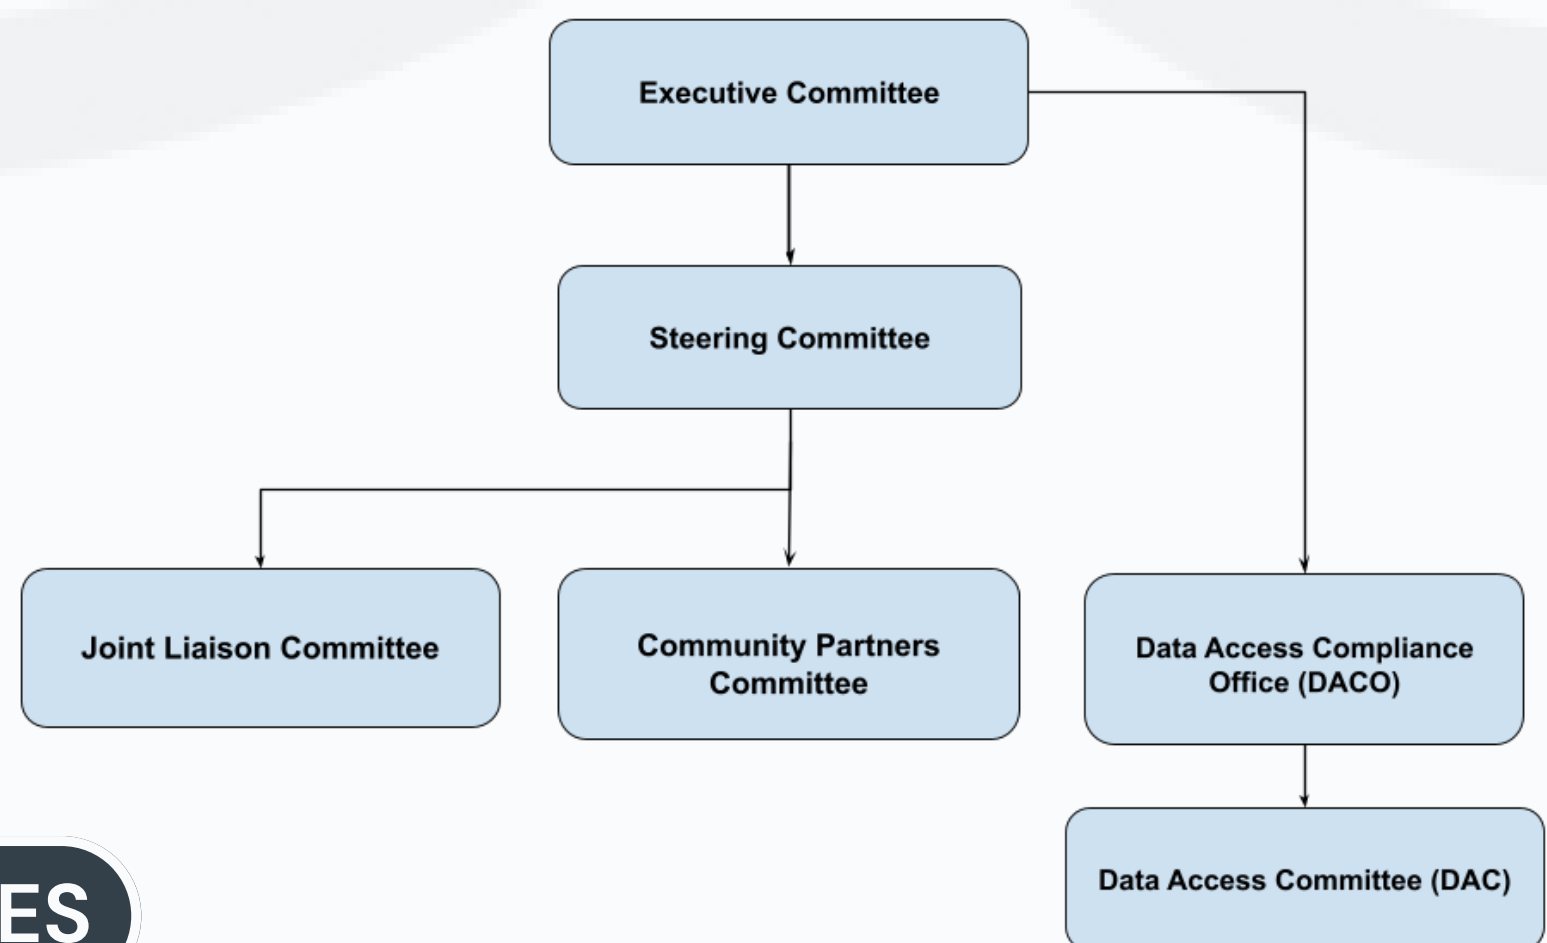 Executive Committee
Steering Committee
Joint Liaison Committee
Community Partners
Committee
Data Access Compliance
Office (DACO)
Data Access Committee (DAC)
ES